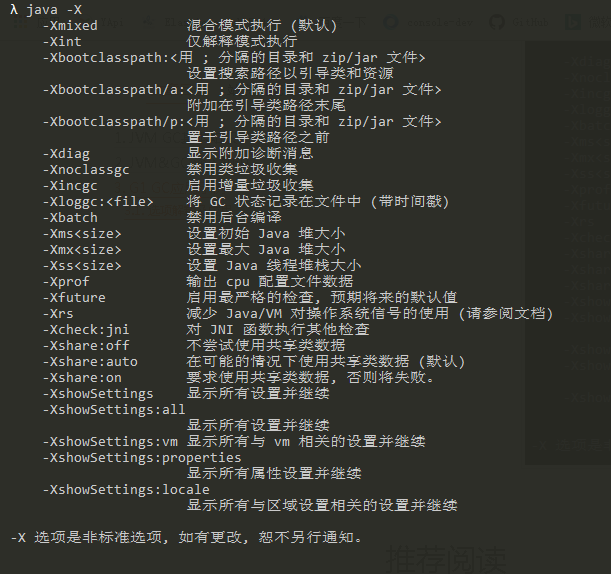 λ java -X
-Xmixed 混合模式执行 (默认)
-Xint 仅解释模式执行
-Xbootclasspath:<用 ; 分隔的目录和 zip/jar 文件>
设置搜索路径以引导类和资源
-Xbootclasspath/a:<用 ; 分隔的目录和 zip/jar 文件>
附加在引导类路径末尾
-Xbootclasspath/p:<用 ; 分隔的目录和 zip/jar 文件>
置于引导类路径之前
-Xdiag 显示附加诊断消息
-Xnoclassgc 禁用类垃圾收集
-Xincgc 启用增量垃圾收集
-Xloggc:<file> 将 GC 状态记录在文件中 (带时间戳)
-Xbatch 禁用后台编译
-Xms<size> 设置初始 Java 堆大小
-Xmx<size> 设置最大 Java 堆大小
-Xss<size> 设置 Java 线程堆栈大小
-Xprof 输出 cpu 配置文件数据
-Xfuture 启用最严格的检查, 预期将来的默认值
-Xrs 减少 Java/VM 对操作系统信号的使用 (请参阅文档)
-Xcheck:jni 对 JNI 函数执行其他检查
-Xshare:off 不尝试使用共享类数据
-Xshare:auto 在可能的情况下使用共享类数据 (默认)
-Xshare:on 要求使用共享类数据, 否则将失败。
-XshowSettings 显示所有设置并继续
-XshowSettings:all
显示所有设置并继续
-XshowSettings:vm 显示所有与 vm 相关的设置并继续
-XshowSettings:properties
显示所有属性设置并继续
-XshowSettings:locale
显示所有与区域设置相关的设置并继续
-X 选项是非标准选项, 如有更改, 恕不另行通知。
推荐阅读